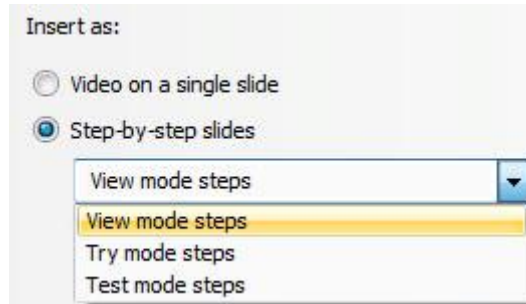 Insert as:
Video on a single slide
Step-by-step slides
View mode steps
View mode steps
Try mode steps
Test mode steps